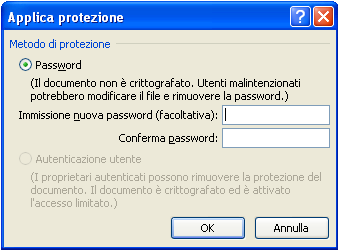 Applica protezione
Metodo di protezione
Password
(Il documento non è crittografato. Utenti malintenzionati
potrebbero modificare il file e rimuovere la password.)
Immissione nuova password (facoltativa):
Conferma password:
Autenticazione utente
(I proprietari autenticati possono rimuovere la protezione del
documento. Il documento è crittografato ed è attivato
l'accesso limitato.)
OK
Annulla